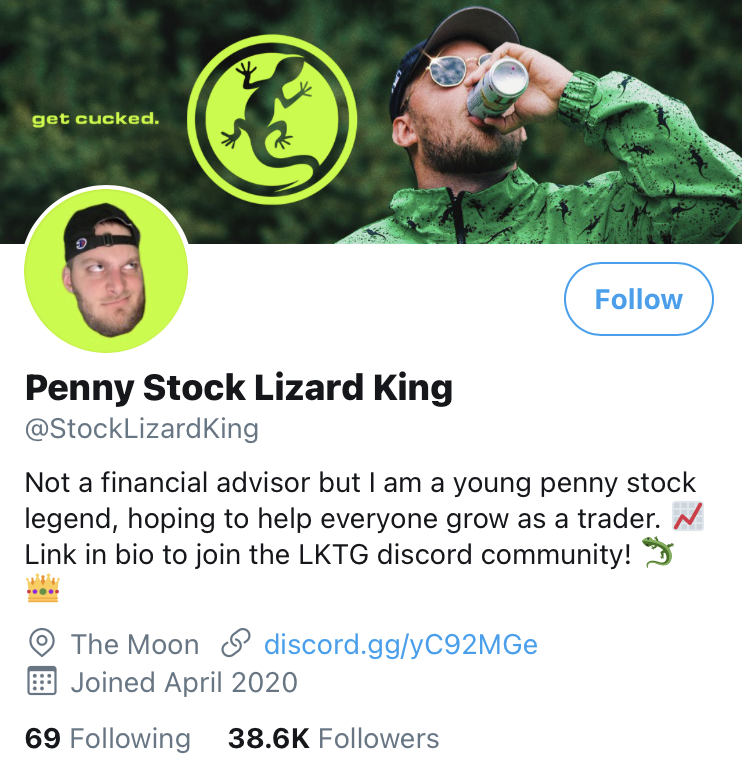 get cucked.
Follow
Penny Stock Lizard King
@StockLizardKing
Not a financial advisor but I am a young penny stock
legend, hoping to help everyone grow as a trader. 📈
Link in bio to join the LKTG discord community! 🦎
👑
The Moon discord.gg/yC92MGe
Joined April 2020
69 Following 38.6K Followers